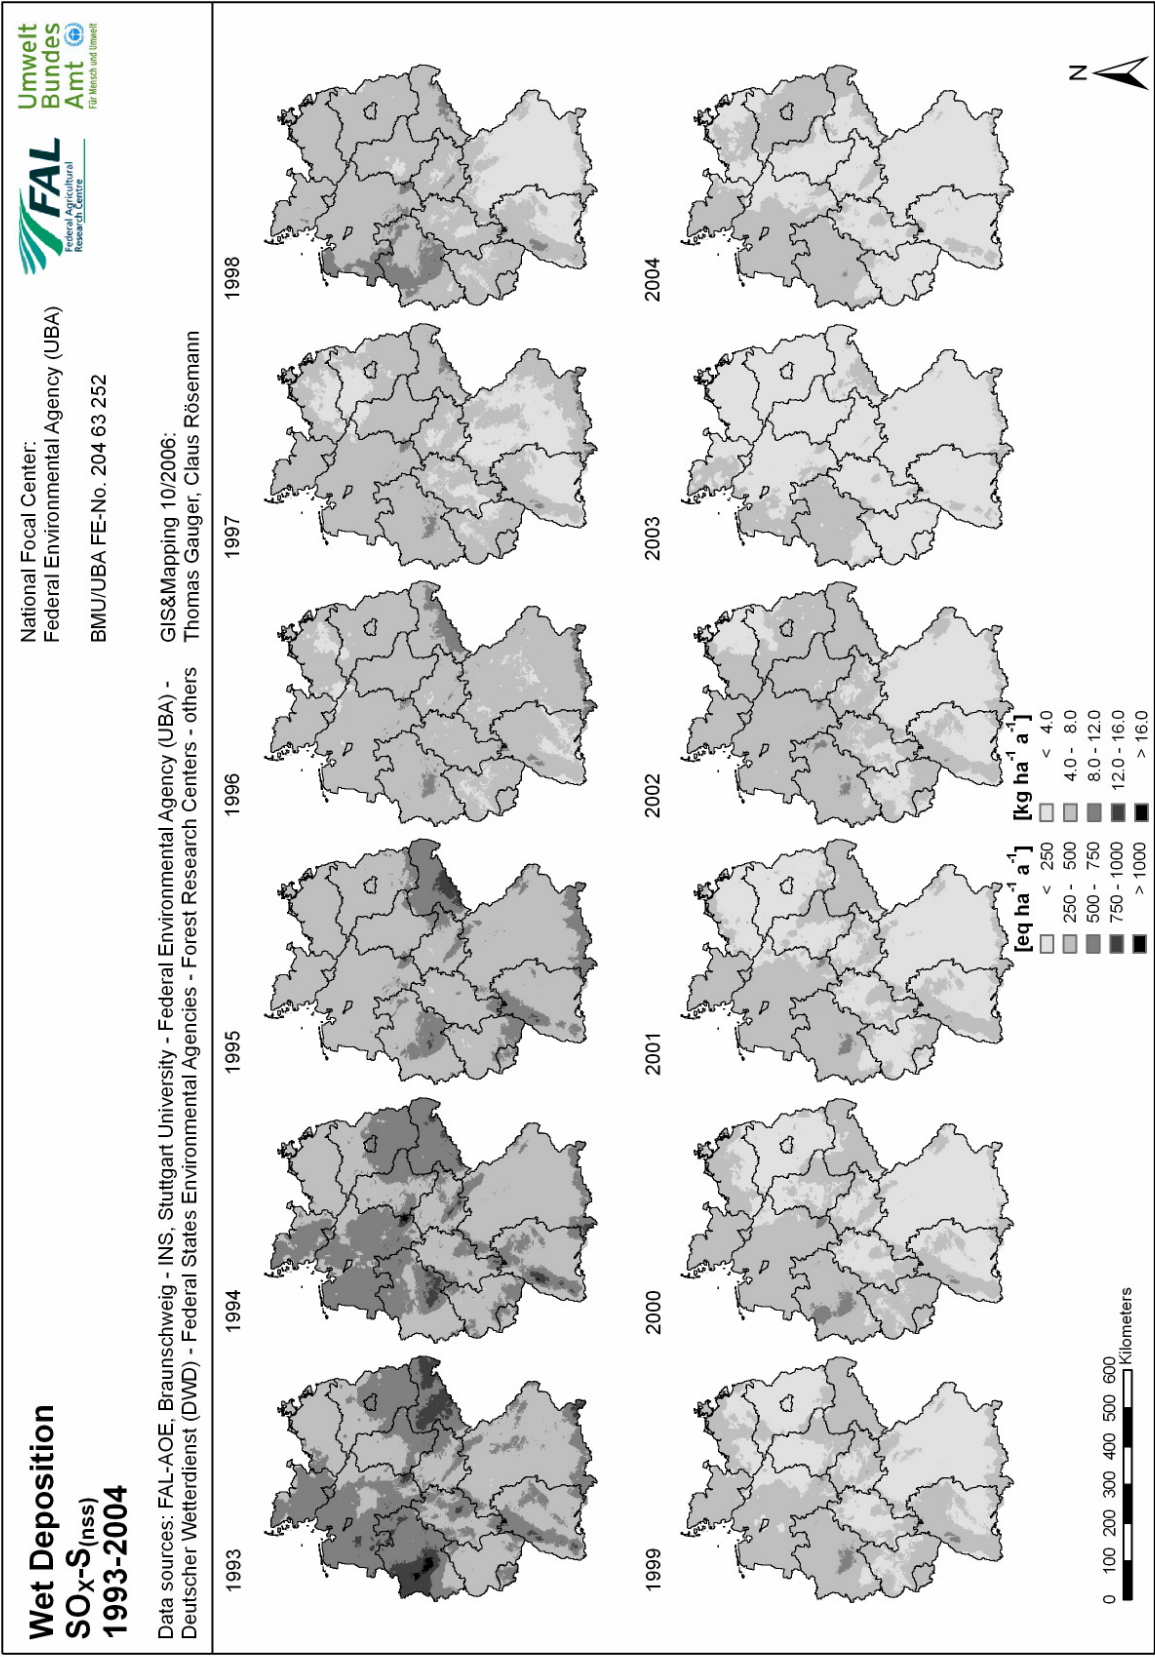 Wet Deposition
SOX-S(nss)
1993-2004
National Focal Center:
Federal Environmental Agency (UBA)
BMU/UBA FE-No. 204 63 252
FAL
Federal Agricultural
Research Centre
Umwelt
Bundes
Amt
Für Mensch und Umwelt
Data sources: FAL-AOE, Braunschweig - INS, Stuttgart University - Federal Environmental Agency (UBA) -
Deutscher Wetterdienst (DWD) - Federal States Environmental Agencies - Forest Research Centers - others
GIS&Mapping 10/2006:
Thomas Gauger, Claus Rösemann
1993
1994
1995
1996
1997
1998
1999
2000
2001
2002
2003
2004
0 100 200 300 400 500 600
Kilometers
[eq ha-1 a-1] [kg ha-1 a-1]
< 250 < 4.0
250 - 500 4.0 - 8.0
500 - 750 8.0 - 12.0
750 - 1000 12.0 - 16.0
> 1000 > 16.0
N